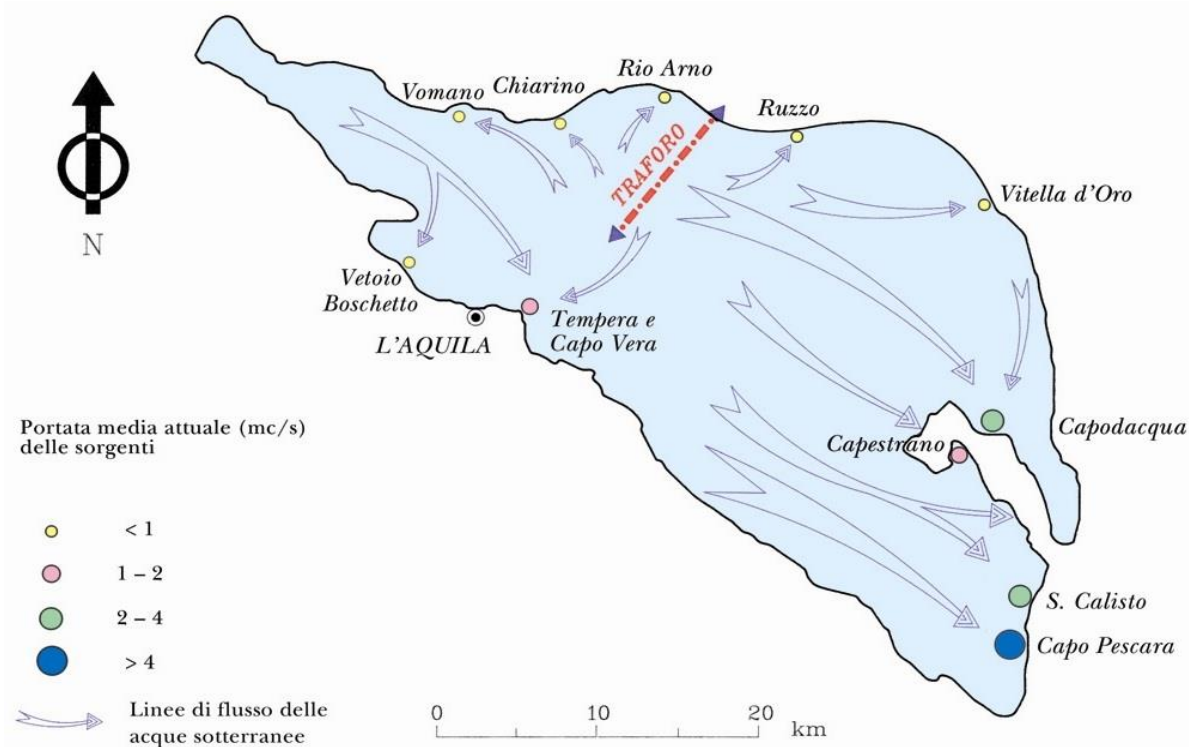 Rio Arno
Vomano
Chiarino
Ruzzo
TRAFORO
Vitella d'Oro
N
Vetoio
Boschetto
L'AQUILA
Tempera e
Capo Vera
Portata media attuale (mc/s)
delle sorgenti
Capestrano
Capodacqua
< 1
1 – 2
2 – 4
> 4
S. Calisto
Capo Pescara
Linee di flusso delle
acque sotterranee
0 10 20 km